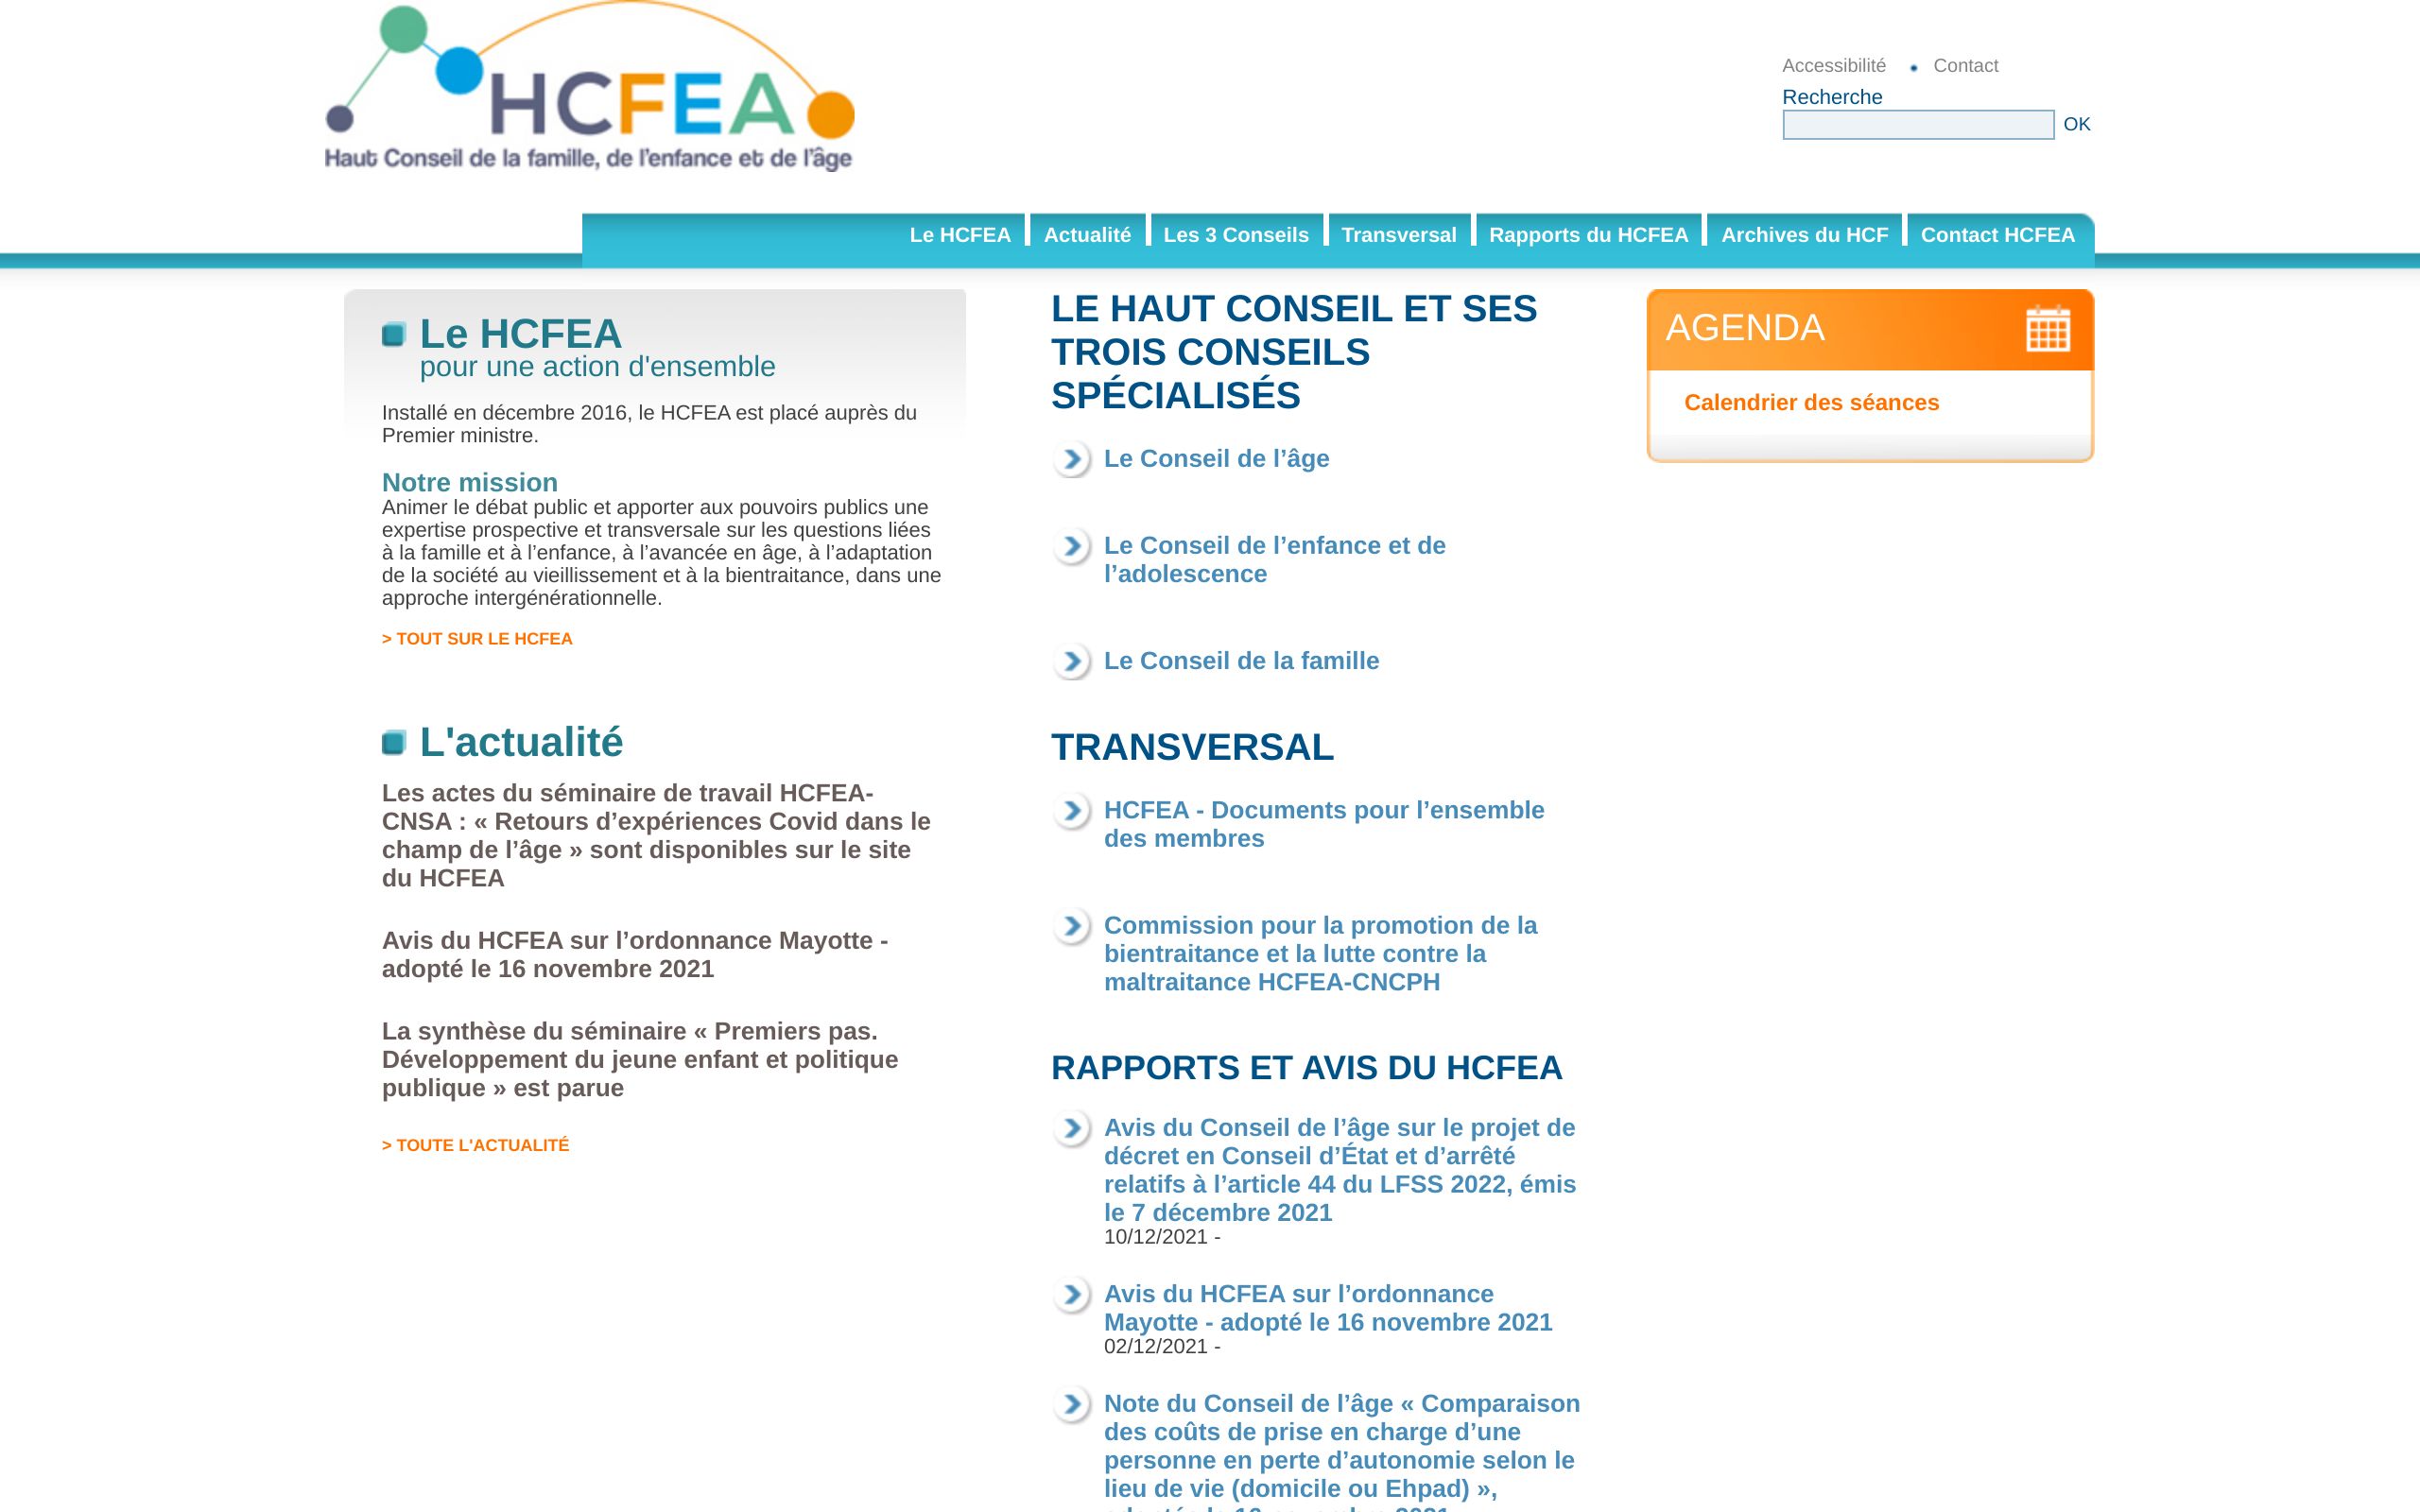 HCFEA
Haut Conseil de la famille, de l'enfance et de l'âge
Accessibilité
Contact
Recherche
OK
Le HCFEA
Actualité
Les 3 Conseils
Transversal
Rapports du HCFEA
Archives du HCF
Contact HCFEA
Le HCFEA
pour une action d'ensemble
Installé en décembre 2016, le HCFEA est placé auprès du
Premier ministre.
Notre mission
Animer le débat public et apporter aux pouvoirs publics une
expertise prospective et transversale sur les questions liées
à la famille et à l’enfance, à l’avancée en âge, à l’adaptation
de la société au vieillissement et à la bientraitance, dans une
approche intergénérationnelle.
> TOUT SUR LE HCFEA
L'actualité
Les actes du séminaire de travail HCFEA-
CNSA : « Retours d’expériences Covid dans le
champ de l’âge » sont disponibles sur le site
du HCFEA
Avis du HCFEA sur l’ordonnance Mayotte -
adopté le 16 novembre 2021
La synthèse du séminaire « Premiers pas.
Développement du jeune enfant et politique
publique » est parue
> TOUTE L'ACTUALITÉ
LE HAUT CONSEIL ET SES
TROIS CONSEILS
SPÉCIALISÉS
Le Conseil de l’âge
Le Conseil de l’enfance et de
l’adolescence
Le Conseil de la famille
TRANSVERSAL
HCFEA - Documents pour l’ensemble
des membres
Commission pour la promotion de la
bientraitance et la lutte contre la
maltraitance HCFEA-CNCPH
RAPPORTS ET AVIS DU HCFEA
Avis du Conseil de l’âge sur le projet de
décret en Conseil d’État et d’arrêté
relatifs à l’article 44 du LFSS 2022, émis
le 7 décembre 2021
10/12/2021 -
Avis du HCFEA sur l’ordonnance
Mayotte - adopté le 16 novembre 2021
02/12/2021 -
Note du Conseil de l’âge « Comparaison
des coûts de prise en charge d’une
personne en perte d’autonomie selon le
lieu de vie (domicile ou Ehpad) »,
AGENDA
Calendrier des séances